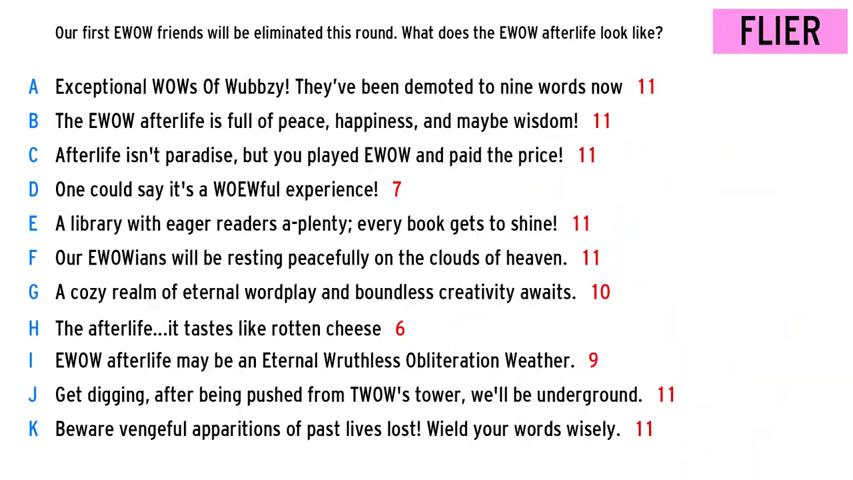 Our first EWOW friends will be eliminated this round. What does the EWOW afterlife look like?
FLIER
A Exceptional WOWs Of Wubbzy! They've been demoted to nine words now 11
B The EWOW afterlife is full of peace, happiness, and maybe wisdom! 11
C Afterlife isn't paradise, but you played EWOW and paid the price! 11
D One could say it's a WOEWful experience! 7
E A library with eager readers a-plenty; every book gets to shine! 11
F Our EWOWians will be resting peacefully on the clouds of heaven. 11
G A cozy realm of eternal wordplay and boundless creativity awaits. 10
H The afterlife...it tastes like rotten cheese 6
I EWOW afterlife may be an Eternal Wruthless Obliteration Weather. 9
J Get digging, after being pushed from TWOW's tower, we'll be underground. 11
K Beware vengeful apparitions of past lives lost! Wield your words wisely. 11